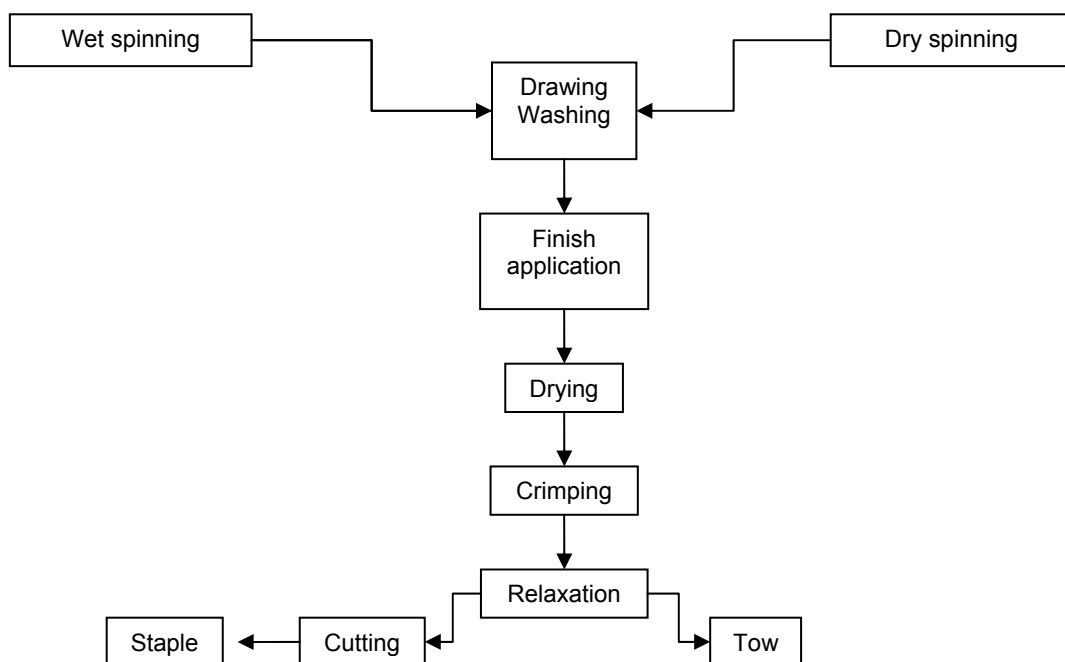 Wet spinning
Dry spinning
Drawing
Washing
Finish
application
Drying
Crimping
Relaxation
Staple
Cutting
Tow